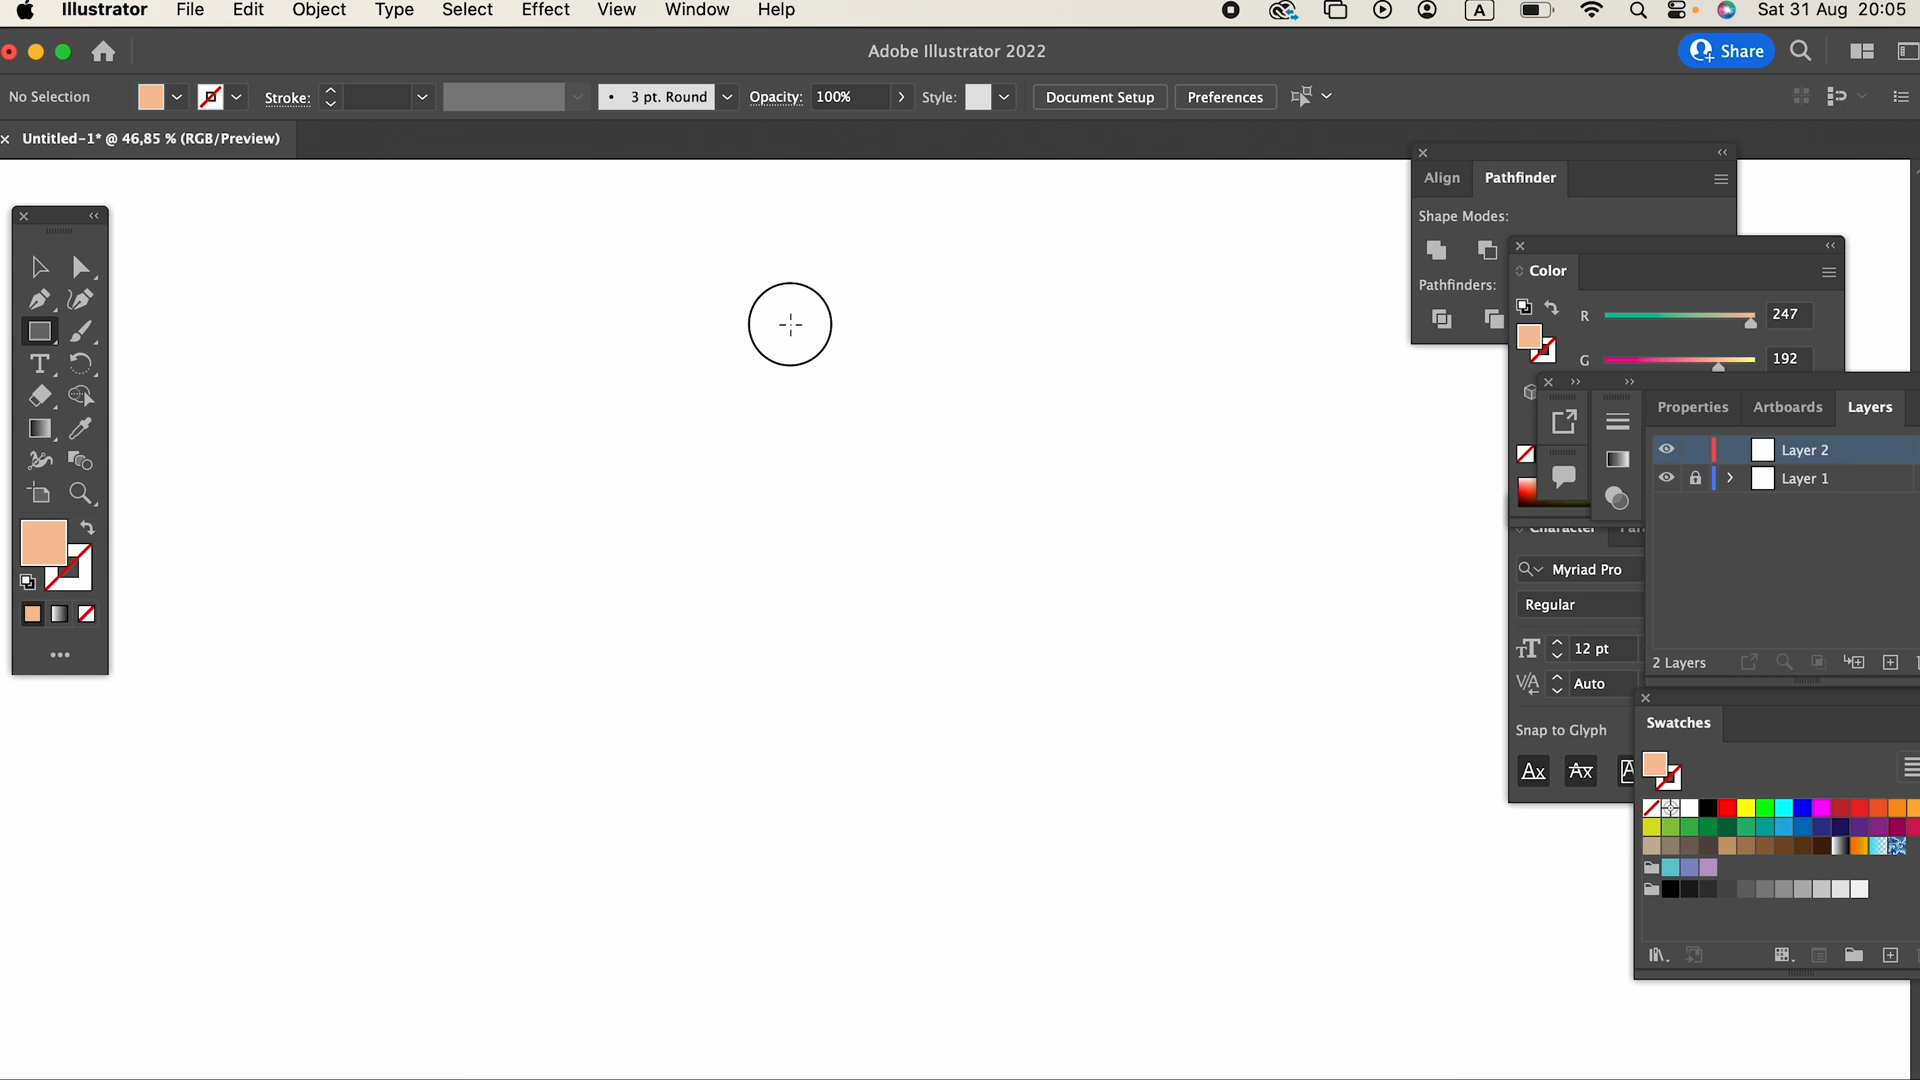 Illustrator File Edit Object Type Select Effect View Window Help A Sat 31 Aug 20:05
Adobe Illustrator 2022
Share
No Selection
Stroke:
3 pt. Round
Opacity: 100%
Style:
Document Setup
Preferences
Untitled-1* @ 46,85 % (RGB/Preview)
Align Pathfinder
Shape Modes:
Pathfinders:
Color
R 247
G 192
Properties Artboards Layers
Layer 2
Layer 1
2 Layers
Character
Myriad Pro
Regular
12 pt
Auto
Snap to Glyph
Swatches